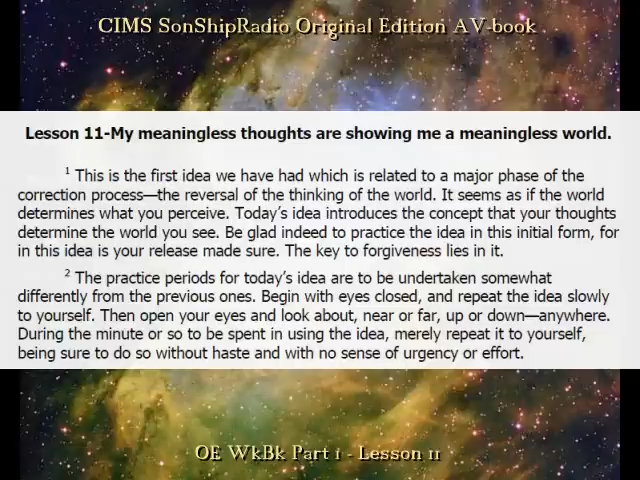 CIMS SonShipRadio Original Edition AV-book
Lesson 11-My meaningless thoughts are showing me a meaningless world.
1 This is the first idea we have had which is related to a major phase of the
correction process—the reversal of the thinking of the world. It seems as if the world
determines what you perceive. Today's idea introduces the concept that your thoughts
determine the world you see. Be glad indeed to practice the idea in this initial form, for
in this idea is your release made sure. The key to forgiveness lies in it.
2 The practice periods for today's idea are to be undertaken somewhat
differently from the previous ones. Begin with eyes closed, and repeat the idea slowly
to yourself. Then open your eyes and look about, near or far, up or down—anywhere.
During the minute or so to be spent in using the idea, merely repeat it to yourself,
being sure to do so without haste and with no sense of urgency or effort.
OE WkBk Part 1 - Lesson 11